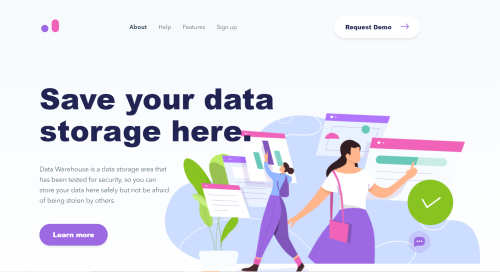 About Help Features Sign up Request Demo
Save your data
storage here.
Data Warehouse is a data storage area that
has been tested for security, so you can
store your data here safely but not be afraid
of being stolen by others.
Learn more